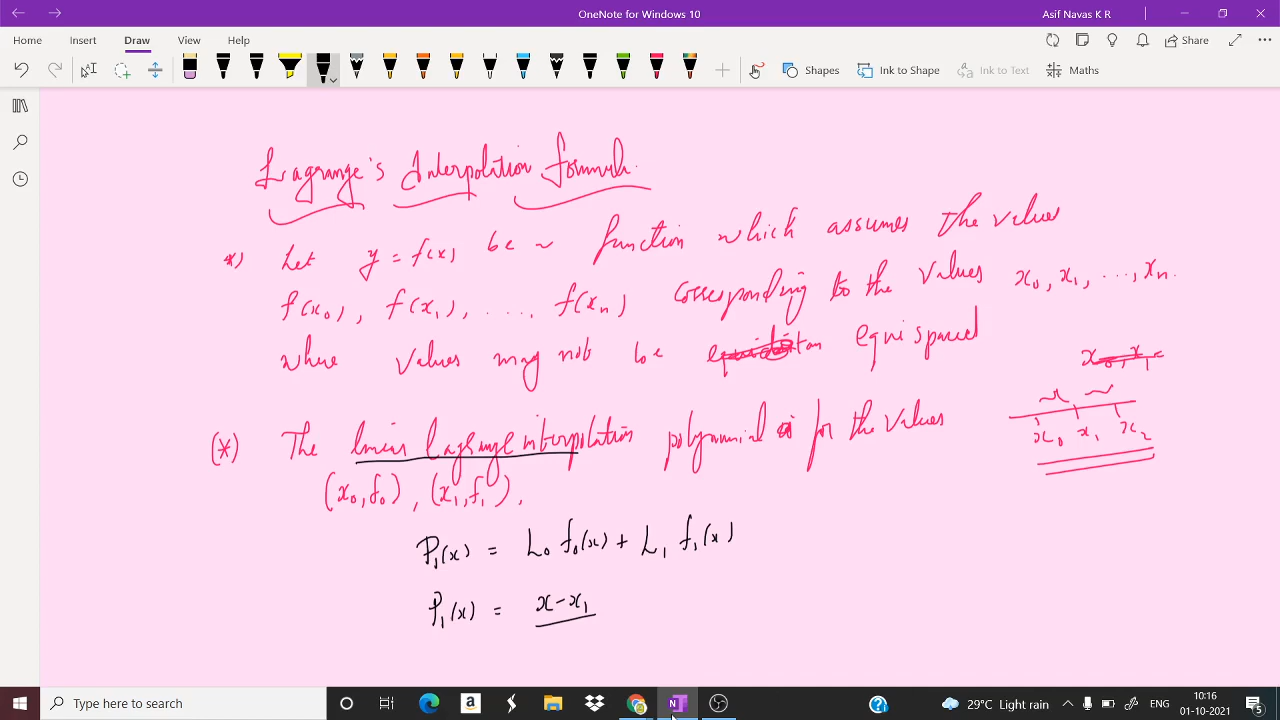 OneNote for Windows 10
Asif Navas K R
Home Insert Draw View Help
Share
Shapes Ink to Shape Ink to Text Maths
Lagrange's Interpolation formula.
*) Let y = f(x) be a function which assumes the values
f(x₀), f(x₁), ..., f(xₙ) corresponding to the values x₀, x₁, ..., xₙ.
where values may not be equispaced
x₀, x₁
x₀ x₁ x₂
(*) The linear Lagrange interpolation polynomial for the values
(x₀, f₀), (x₁, f₁),
P₁(x) = L₀ f₀(x) + L₁ f₁(x)
P₁(x) = x-x₁
Type here to search
29°C Light rain
ENG
10:16
01-10-2021
5